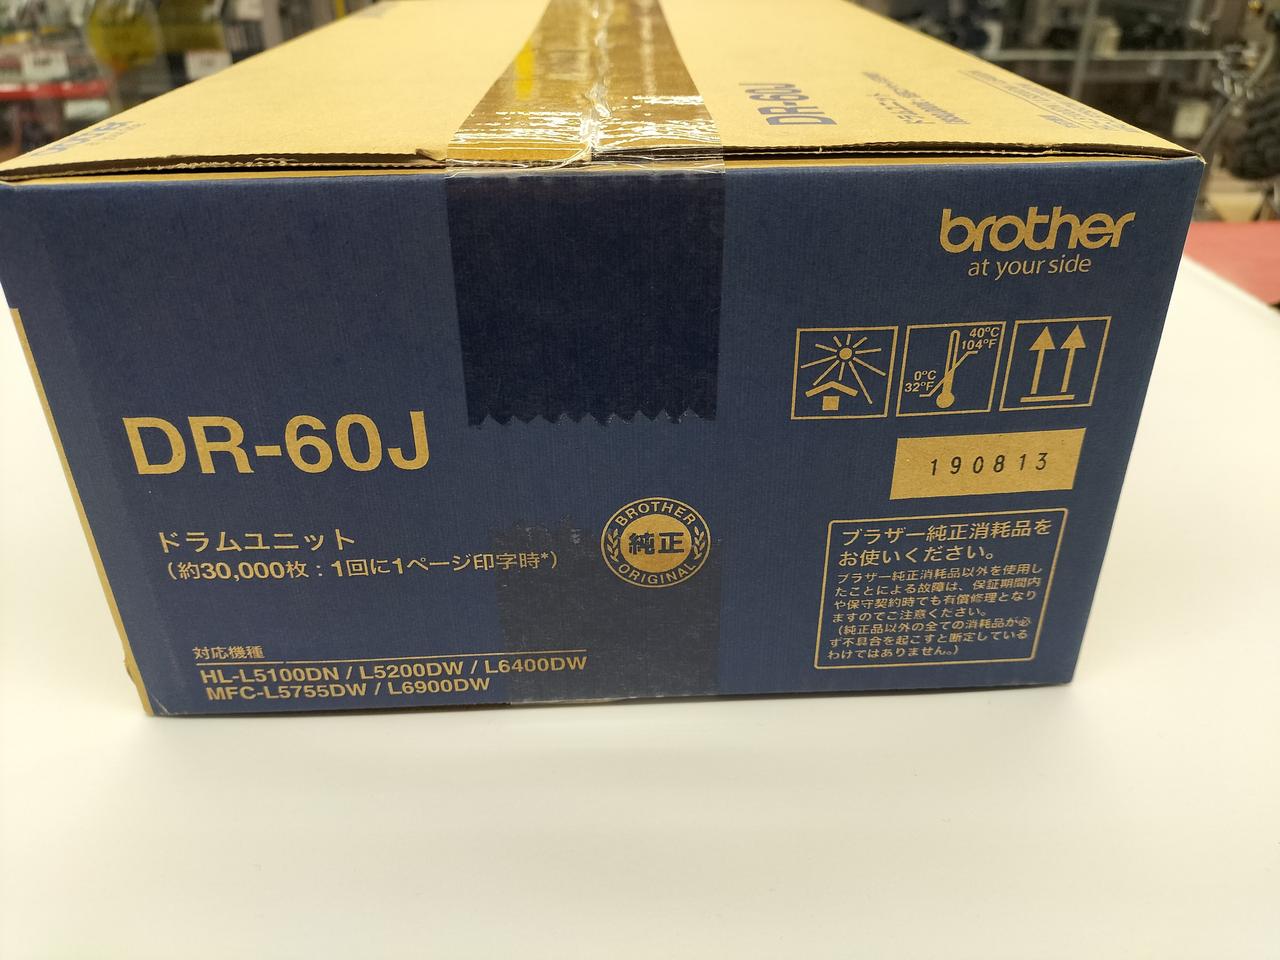 DR-60J
brother
at your side
40°C
104°F
0°C
32°F
190813
DR-60J
ドラムユニット
（約30,000枚：1回に1ページ印字時*）
BROTHER
純正
ORIGINAL
対応機種
HL-L5100DN / L5200DW / L6400DW
MFC-L5755DW / L6900DW
ブラザー純正消耗品を
お使いください。
ブラザー純正消耗品以外を使用し
たことによる故障は、保証期間内
や保守契約時でも有償修理となり
ますのでご注意ください。
（純正品以外の全ての消耗品が必
ず不具合を起こすと断定している
わけではありません。）